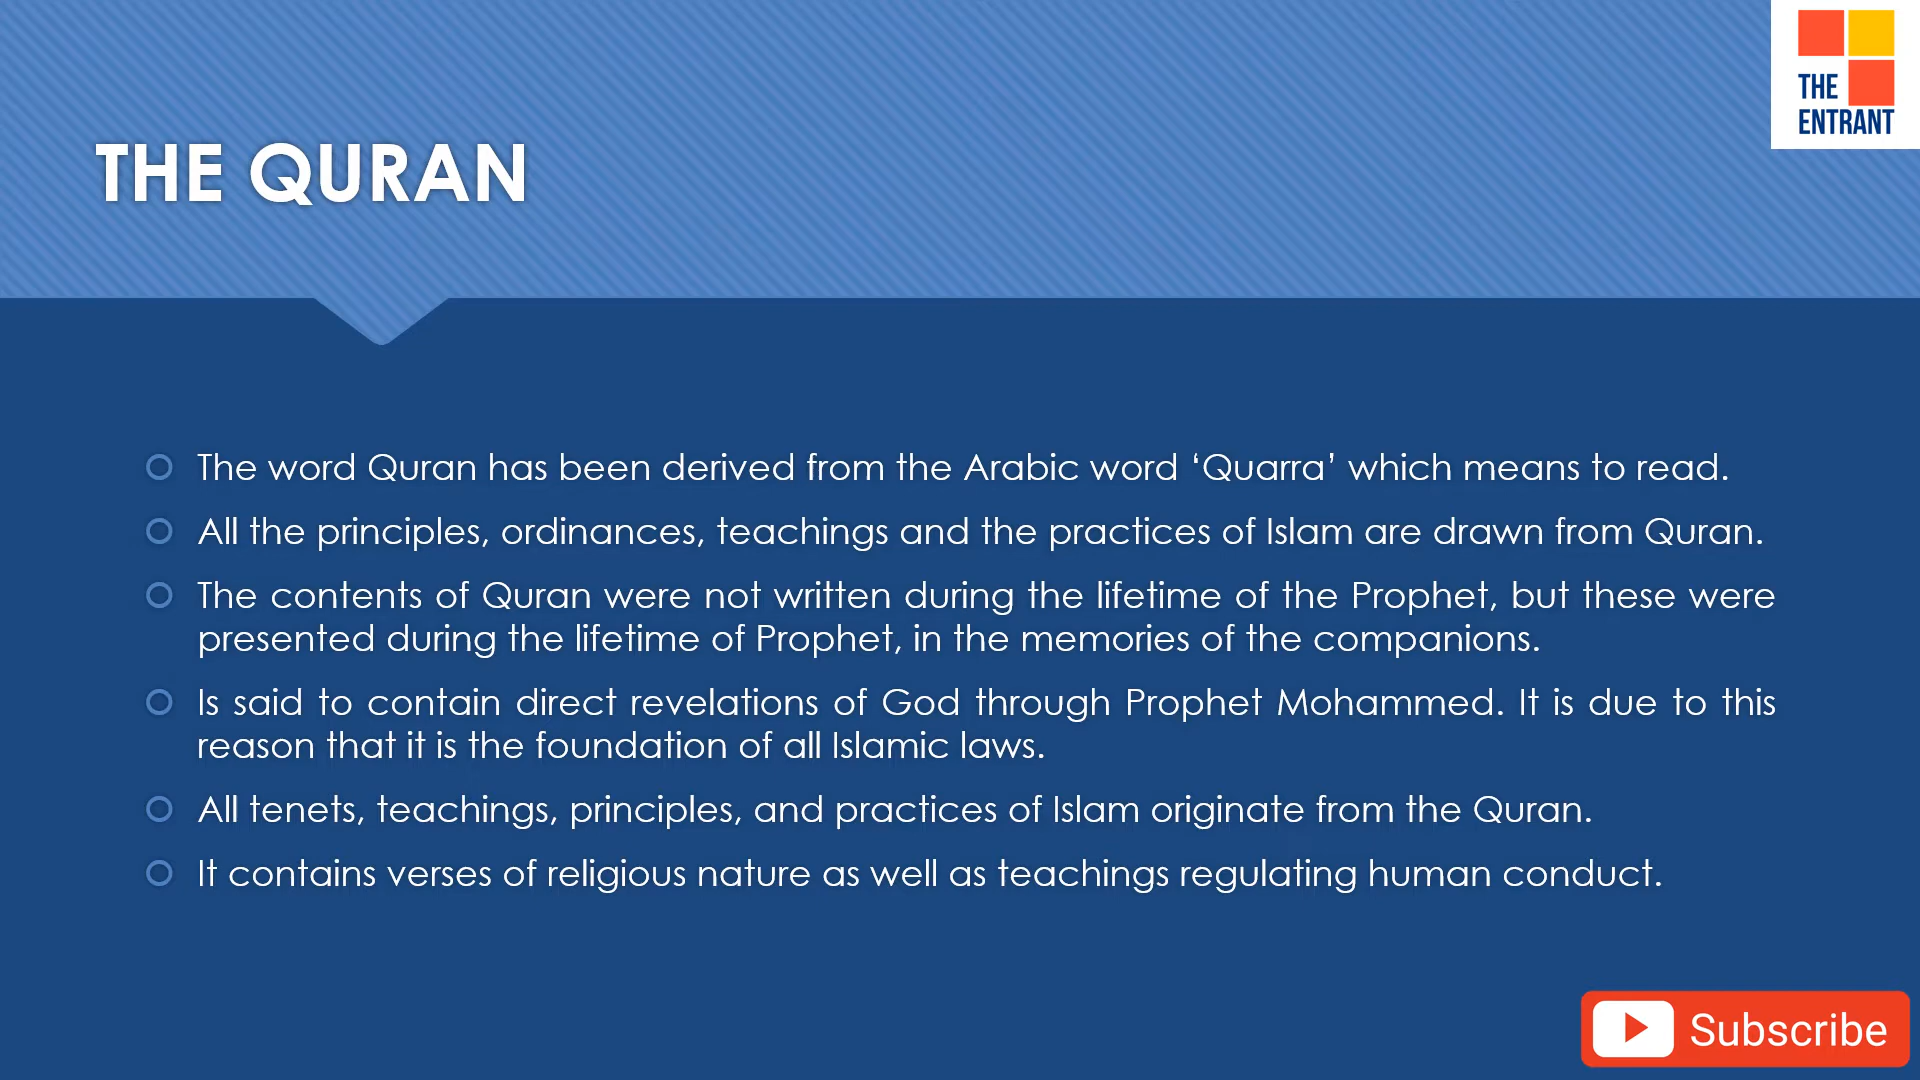 THE
ENTRANT
THE QURAN
The word Quran has been derived from the Arabic word ‘Quarra’ which means to read.
All the principles, ordinances, teachings and the practices of Islam are drawn from Quran.
The contents of Quran were not written during the lifetime of the Prophet, but these were
presented during the lifetime of Prophet, in the memories of the companions.
Is said to contain direct revelations of God through Prophet Mohammed. It is due to this
reason that it is the foundation of all Islamic laws.
All tenets, teachings, principles, and practices of Islam originate from the Quran.
It contains verses of religious nature as well as teachings regulating human conduct.
Subscribe